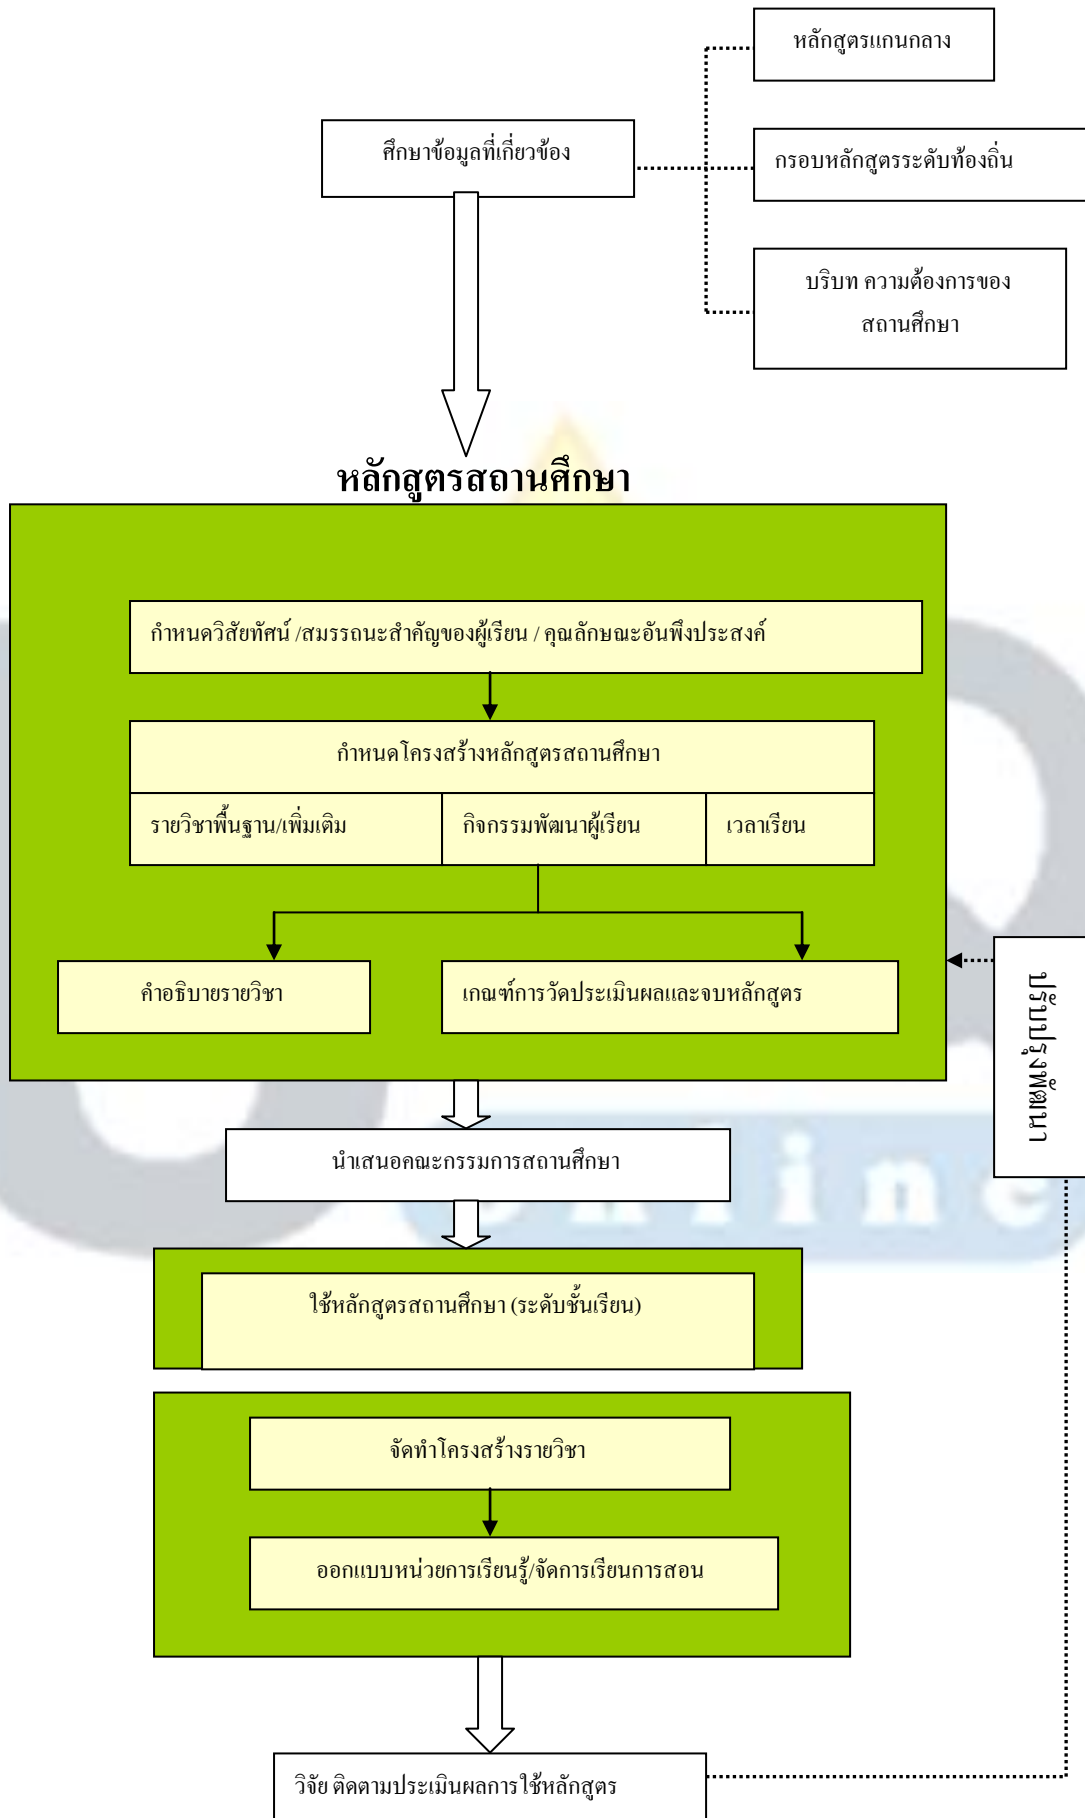 หลักสูตรแกนกลาง
ศึกษาข้อมูลที่เกี่ยวข้อง
กรอบหลักสูตรระดับท้องถิ่น
บริบท ความต้องการของ
สถานศึกษา
หลักสูตรสถานศึกษา
กำหนดวิสัยทัศน์ /สมรรถนะสำคัญของผู้เรียน / คุณลักษณะอันพึงประสงค์
กำหนดโครงสร้างหลักสูตรสถานศึกษา
รายวิชาพื้นฐาน/เพิ่มเติม
กิจกรรมพัฒนาผู้เรียน
เวลาเรียน
คำอธิบายรายวิชา
เกณฑ์การวัดประเมินผลและจบหลักสูตร
ปรับปรุงพัฒนา
นำเสนอคณะกรรมการสถานศึกษา
online
ใช้หลักสูตรสถานศึกษา (ระดับชั้นเรียน)
จัดทำโครงสร้างรายวิชา
ออกแบบหน่วยการเรียนรู้/จัดการเรียนการสอน
วิจัย ติดตามประเมินผลการใช้หลักสูตร